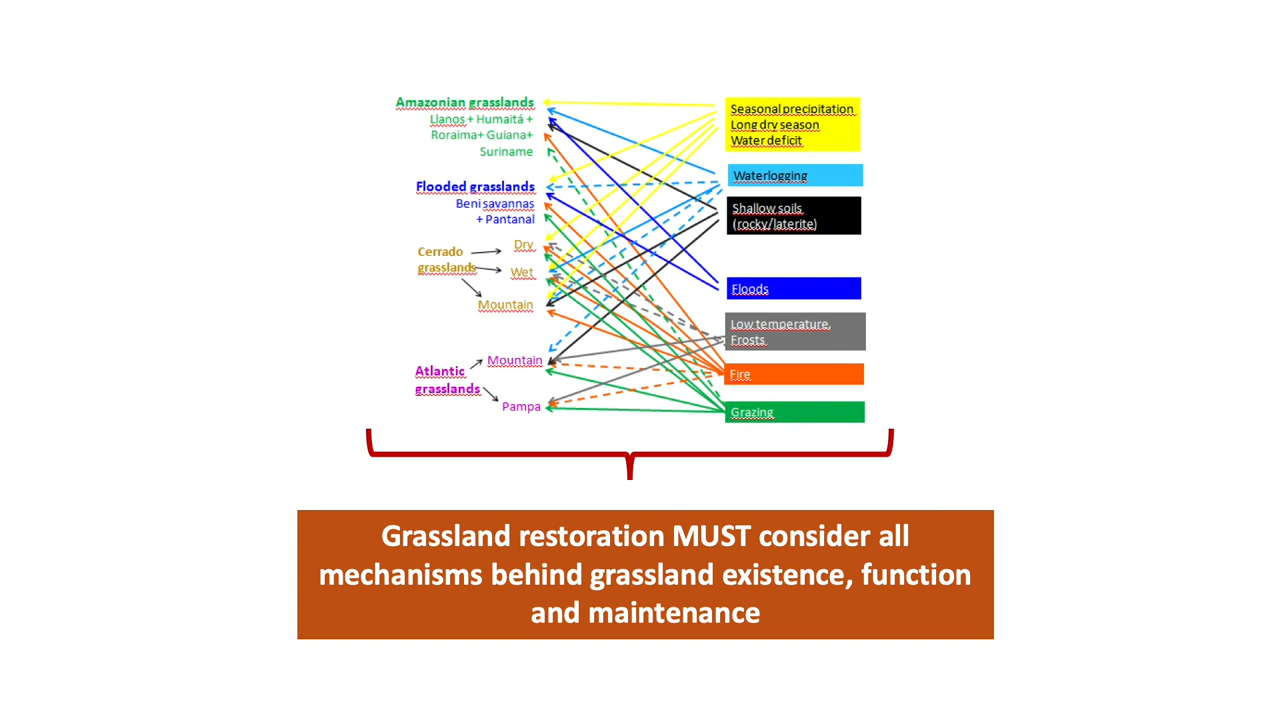 Amazonian grasslands
Llanos + Humaitá +
Roraima+ Guiana+
Suriname
Flooded grasslands
Beni savannas
+ Pantanal
Cerrado
grasslands
Dry
Wet
Mountain
Atlantic
grasslands
Mountain
Pampa
Seasonal precipitation
Long dry season
Water deficit
Waterlogging
Shallow soils
(rocky/laterite)
Floods
Low temperature,
Frosts
Fire
Grazing
Grassland restoration MUST consider all
mechanisms behind grassland existence, function
and maintenance